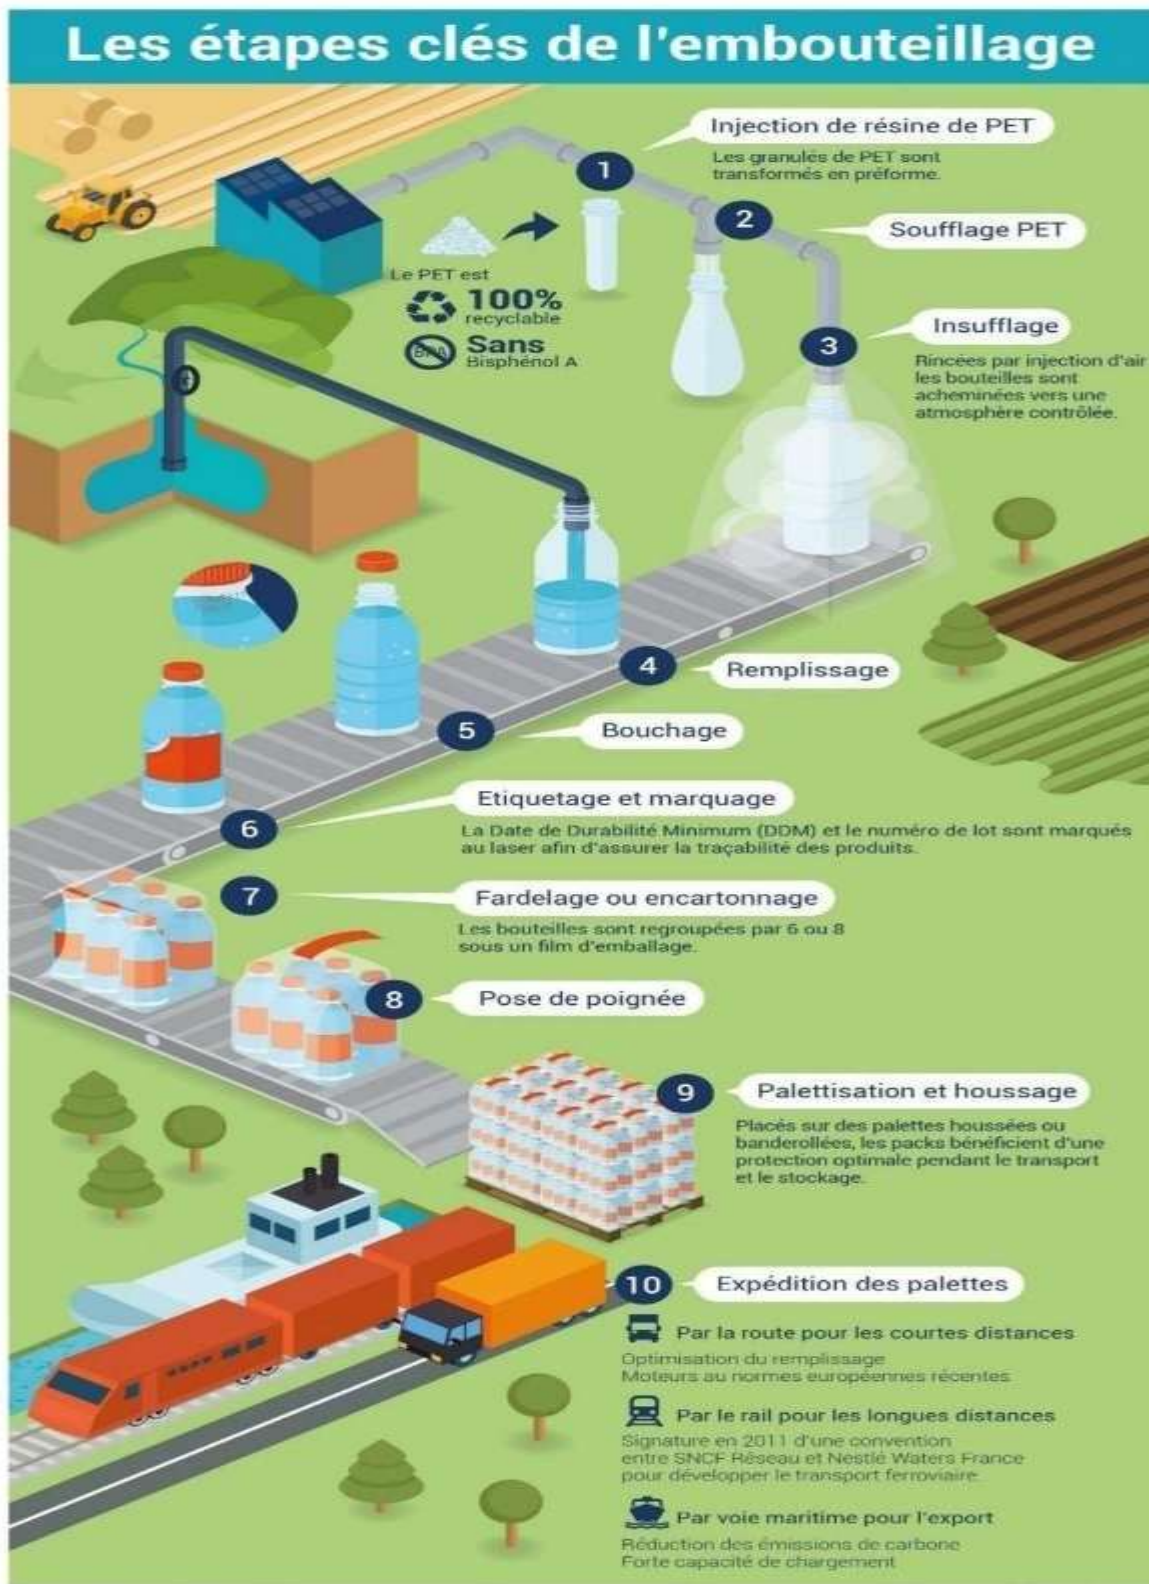 Les étapes clés de l'embouteillage
1
Injection de résine de PET
Les granulés de PET sont
transformés en préforme.
2
Soufflage PET
Le PET est
100%
recyclable
BPA
Sans
Bisphénol A
3
Insufflage
Rincées par injection d'air
les bouteilles sont
acheminées vers une
atmosphère contrôlée.
4
Remplissage
5
Bouchage
6
Etiquetage et marquage
La Date de Durabilité Minimum (DDM) et le numéro de lot sont marqués
au laser afin d'assurer la traçabilité des produits.
7
Fardelage ou encartonnage
Les bouteilles sont regroupées par 6 ou 8
sous un film d'emballage.
8
Pose de poignée
9
Palettisation et houssage
Placés sur des palettes houssées ou
banderollées, les packs bénéficient d'une
protection optimale pendant le transport
et le stockage.
10
Expédition des palettes
Par la route pour les courtes distances
Optimisation du remplissage
Moteurs au normes européennes récentes
Par le rail pour les longues distances
Signature en 2011 d'une convention
entre SNCF Réseau et Nestlé Waters France
pour développer le transport ferroviaire
Par voie maritime pour l'export
Réduction des émissions de carbone
Forte capacité de chargement